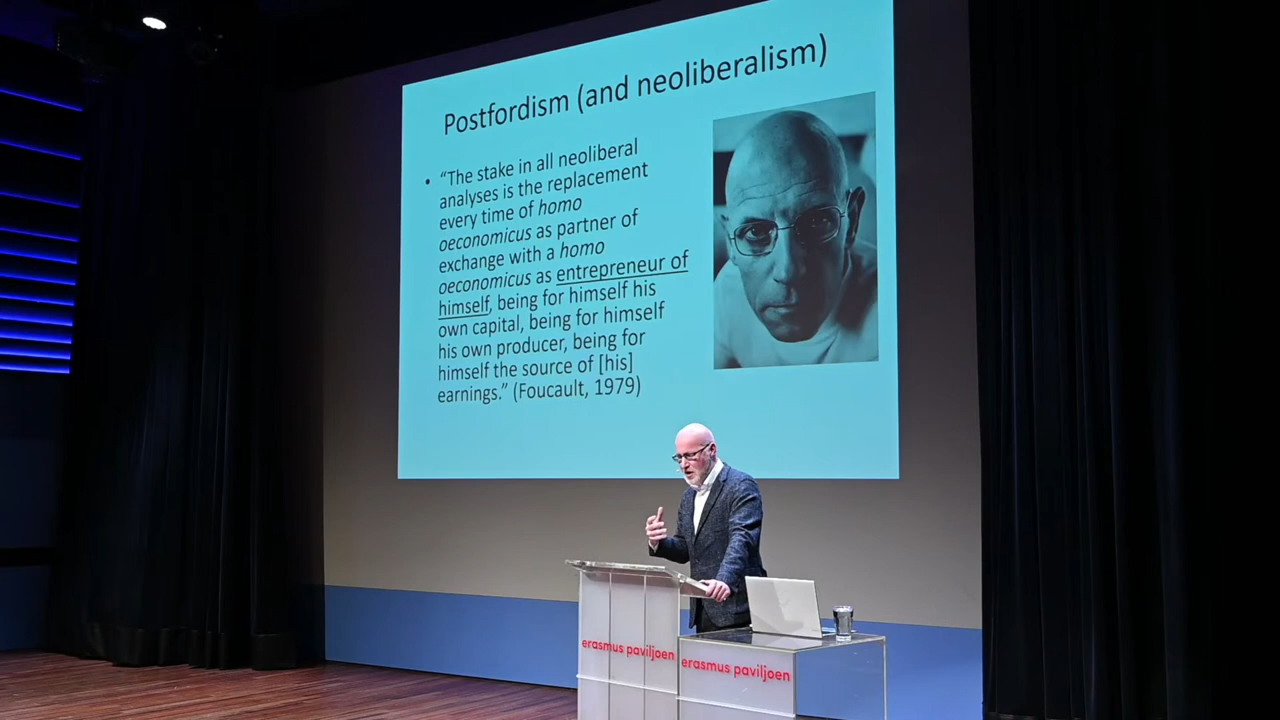 Postfordism (and neoliberalism)
• “The stake in all neoliberal
analyses is the replacement
every time of homo
oeconomicus as partner of
exchange with a homo
oeconomicus as entrepreneur of
himself, being for himself his
own capital, being for himself
his own producer, being for
himself the source of [his]
earnings.” (Foucault, 1979)
erasmus paviljoen
erasmus paviljoen